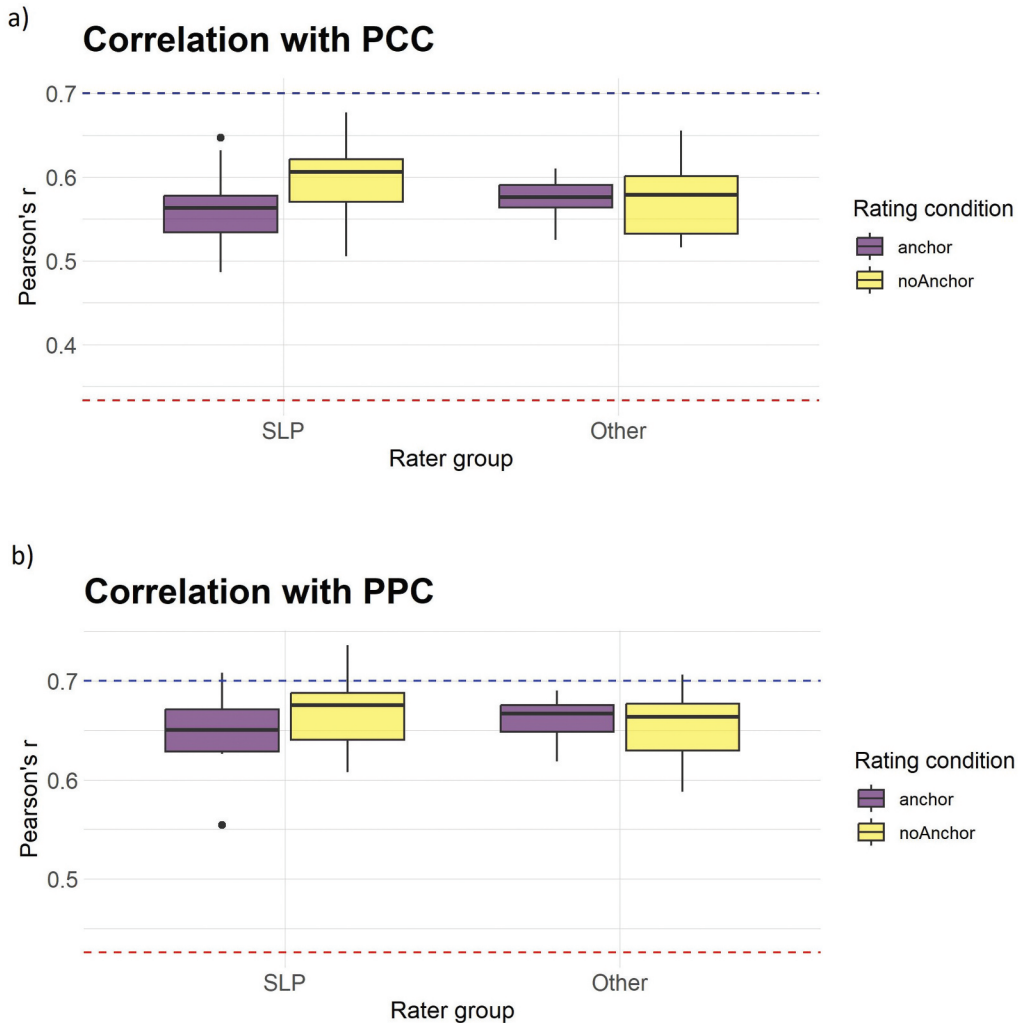 a)
Correlation with PCC
0.7
0.6
0.5
0.4
Pearson's r
SLP
Other
Rater group
Rating condition
anchor
noAnchor
b)
Correlation with PPC
0.7
0.6
0.5
Pearson's r
SLP
Other
Rater group
Rating condition
anchor
noAnchor